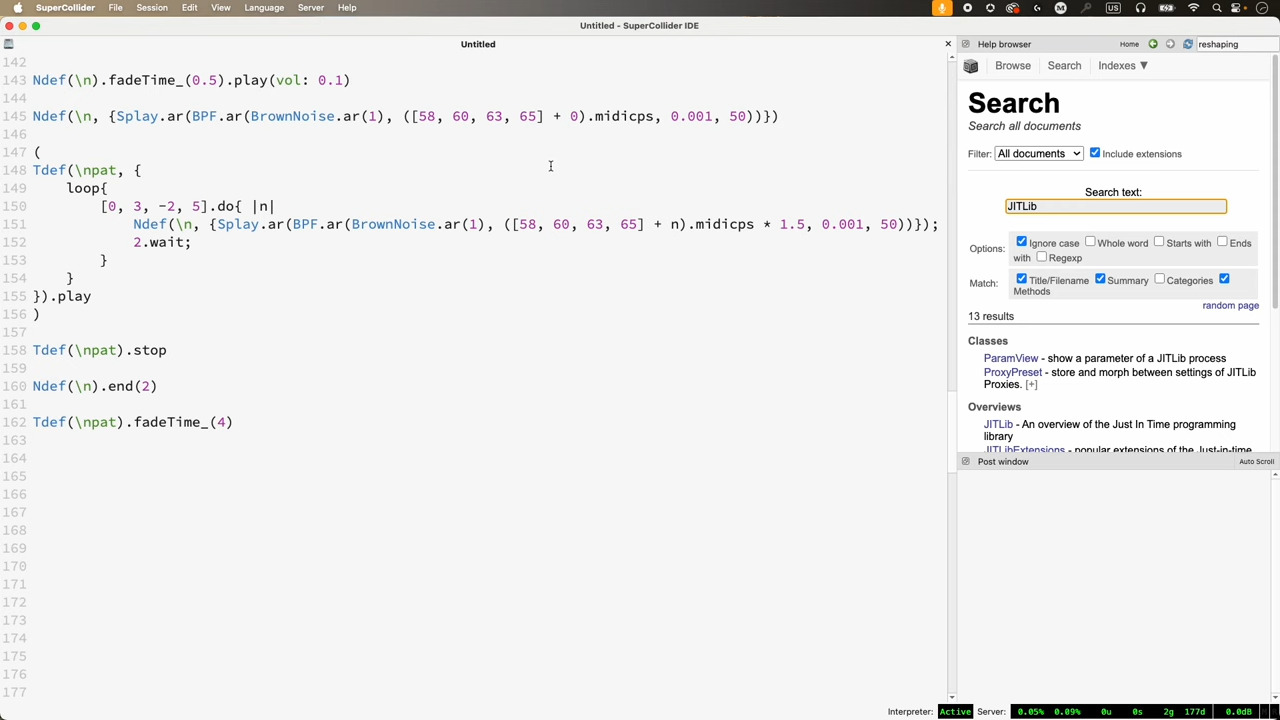 SuperCollider File Session Edit View Language Server Help
Untitled - SuperCollider IDE
Untitled
Help browser Home reshaping
Browse Search Indexes ▼
Search
Search all documents
Filter: All documents Include extensions
Search text:
JITLib
Options: Ignore case Whole word Starts with Ends
with Regexp
Match: Title/Filename Summary Categories
Methods
random page
13 results
Classes
ParamView - show a parameter of a JITLib process
ProxyPreset - store and morph between settings of JITLib
Proxies. [+]
Overviews
JITLib - An overview of the Just In Time programming
library
JITLibExtensions - popular extensions of the Just-in-time
Post window Auto Scroll
142
143 Ndef(\n).fadeTime_(0.5).play(vol: 0.1)
144
145 Ndef(\n, {Splay.ar(BPF.ar(BrownNoise.ar(1), ([58, 60, 63, 65] + 0).midicps, 0.001, 50))})
146
147 (
148 Tdef(\npat, {
149 loop{
150 [0, 3, -2, 5].do{ |n|
151 Ndef(\n, {Splay.ar(BPF.ar(BrownNoise.ar(1), ([58, 60, 63, 65] + n).midicps * 1.5, 0.001, 50))});
152 2.wait;
153 }
154 }
155 }).play
156 )
157
158 Tdef(\npat).stop
159
160 Ndef(\n).end(2)
161
162 Tdef(\npat).fadeTime_(4)
163
164
165
166
167
168
169
170
171
172
173
174
175
176
177
Interpreter: Active Server: 0.05% 0.09% 0u 0s 2g 177d 0.0dB